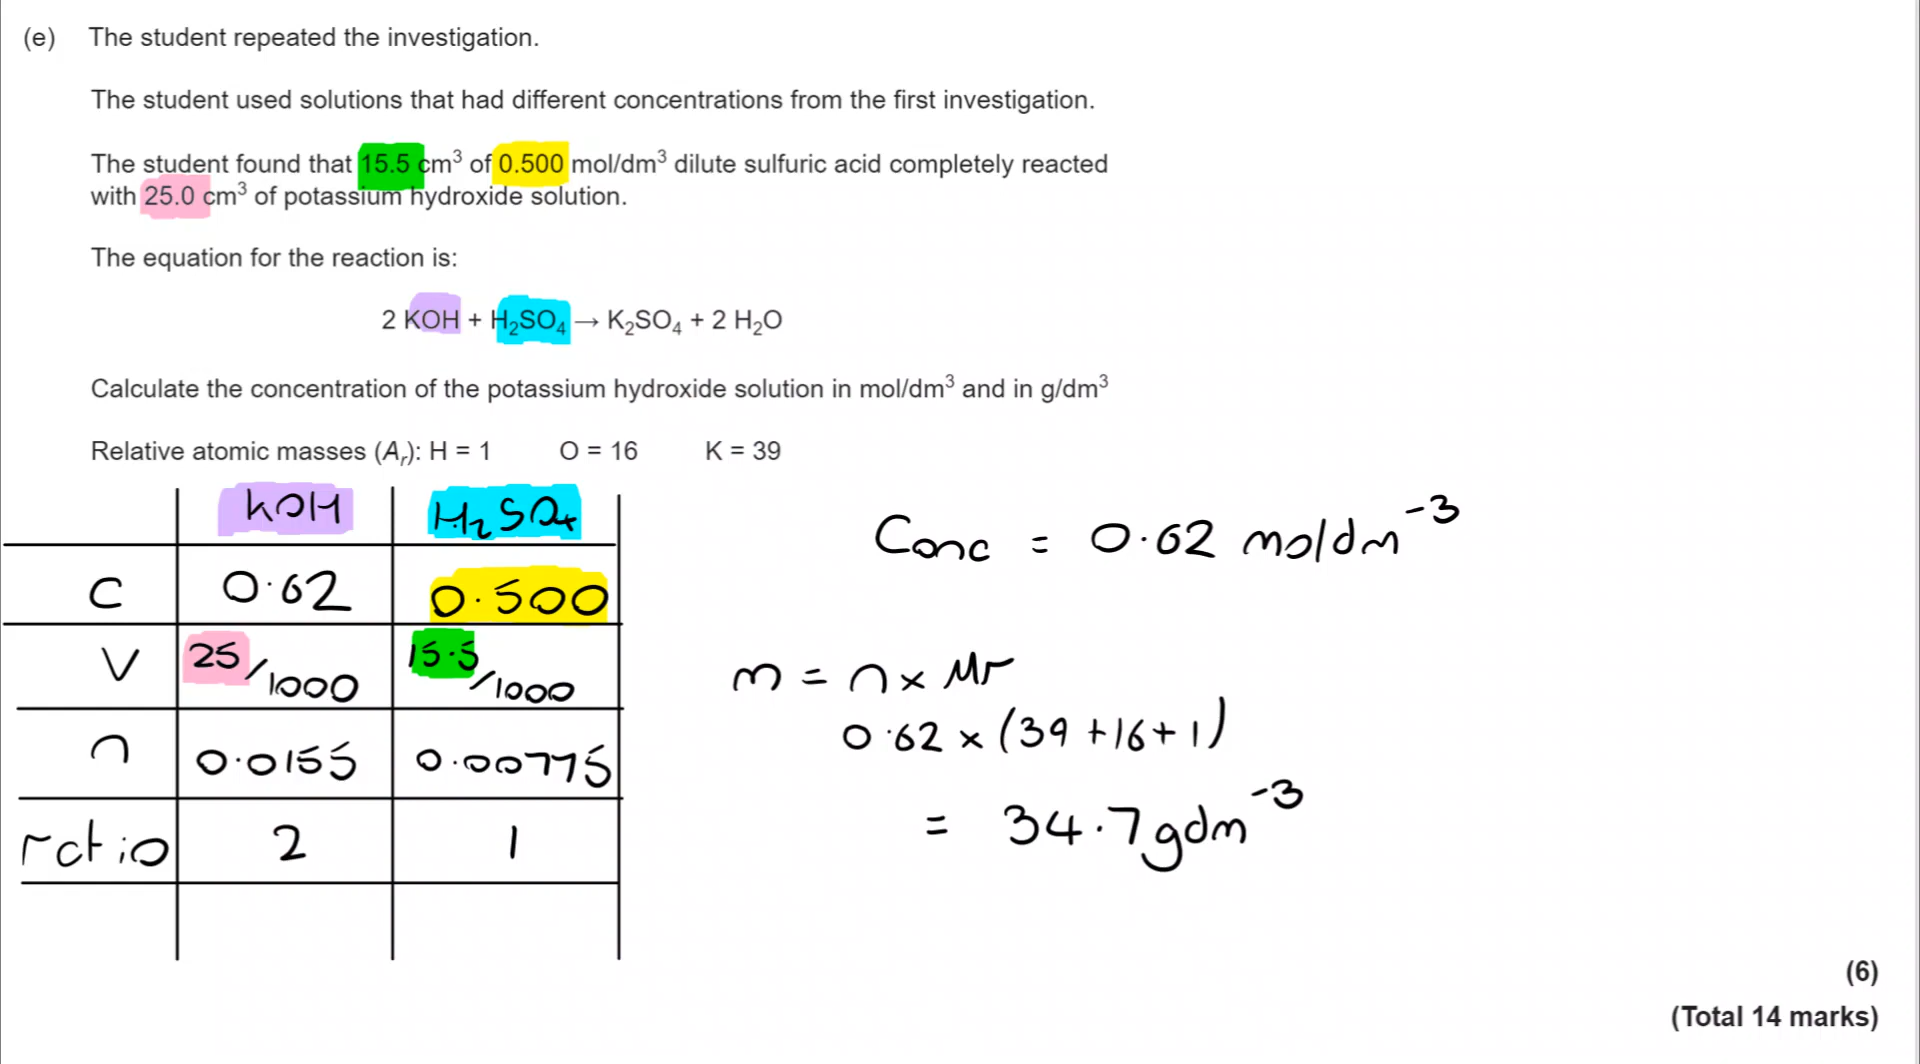 (e) The student repeated the investigation.
The student used solutions that had different concentrations from the first investigation.
The student found that 15.5 cm³ of 0.500 mol/dm³ dilute sulfuric acid completely reacted
with 25.0 cm³ of potassium hydroxide solution.
The equation for the reaction is:
2 KOH + H₂SO₄ → K₂SO₄ + 2 H₂O
Calculate the concentration of the potassium hydroxide solution in mol/dm³ and in g/dm³
Relative atomic masses (Aᵣ): H = 1 O = 16 K = 39
KOH H₂SO₄
C 0.62 0.500
V 25/1000 15.5/1000
n 0.0155 0.00775
ratio 2 1
Conc = 0.62 mol dm⁻³
m = n × Mr
0.62 × (39 + 16 + 1)
= 34.7 g dm⁻³
(6)
(Total 14 marks)